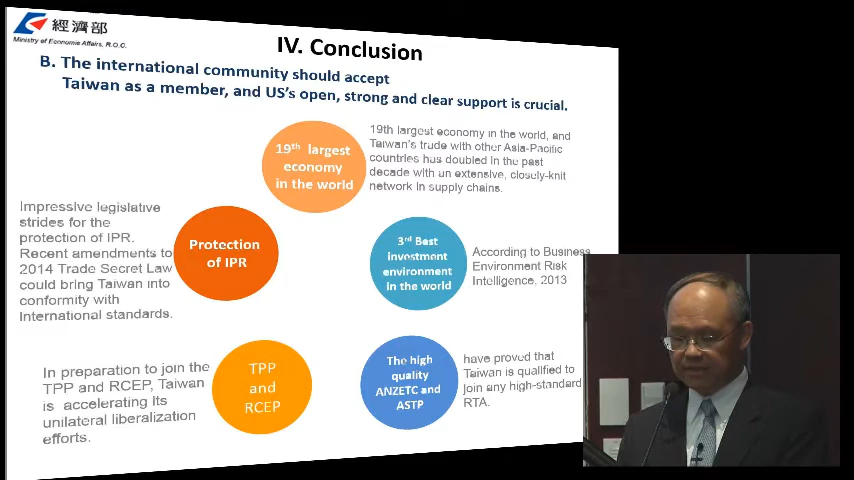 經濟部
Ministry of Economic Affairs, R.O.C.
IV. Conclusion
B. The international community should accept
Taiwan as a member, and US's open, strong and clear support is crucial.
19th largest
economy
in the world
19th largest economy in the world, and
Taiwan's trade with other Asia-Pacific
countries has doubled in the past
decade with an extensive, closely-knit
network in supply chains.
Impressive legislative
strides for the
protection of IPR.
Recent amendments to
2014 Trade Secret Law
could bring Taiwan into
conformity with
International standards.
Protection
of IPR
3rd Best
investment
environment
in the world
According to Business
Environment Risk
Intelligence, 2013
In preparation to join the
TPP and RCEP, Taiwan
is accelerating its
unilateral liberalization
efforts.
TPP
and
RCEP
The high
quality
ANZETC and
ASTP
have proved that
Taiwan is qualified to
join any high-standard
RTA.